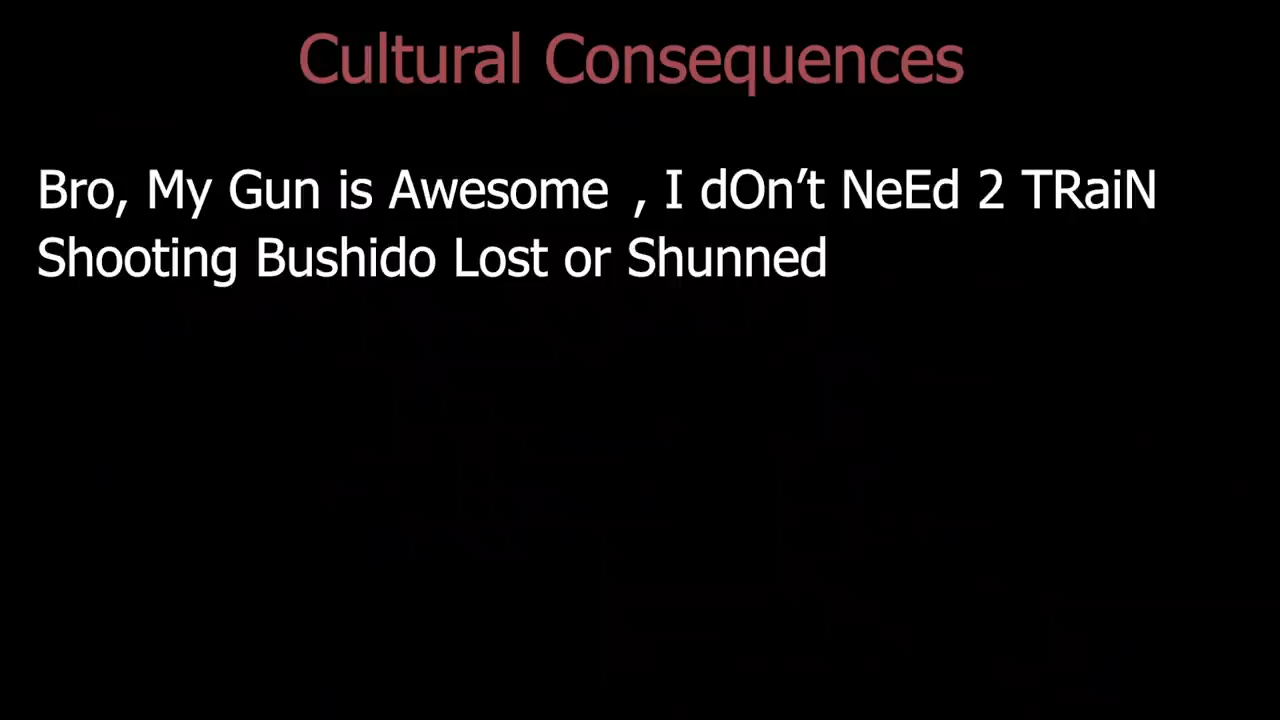 Cultural Consequences
Bro, My Gun is Awesome , I dOn’t NeEd 2 TRaiN
Shooting Bushido Lost or Shunned